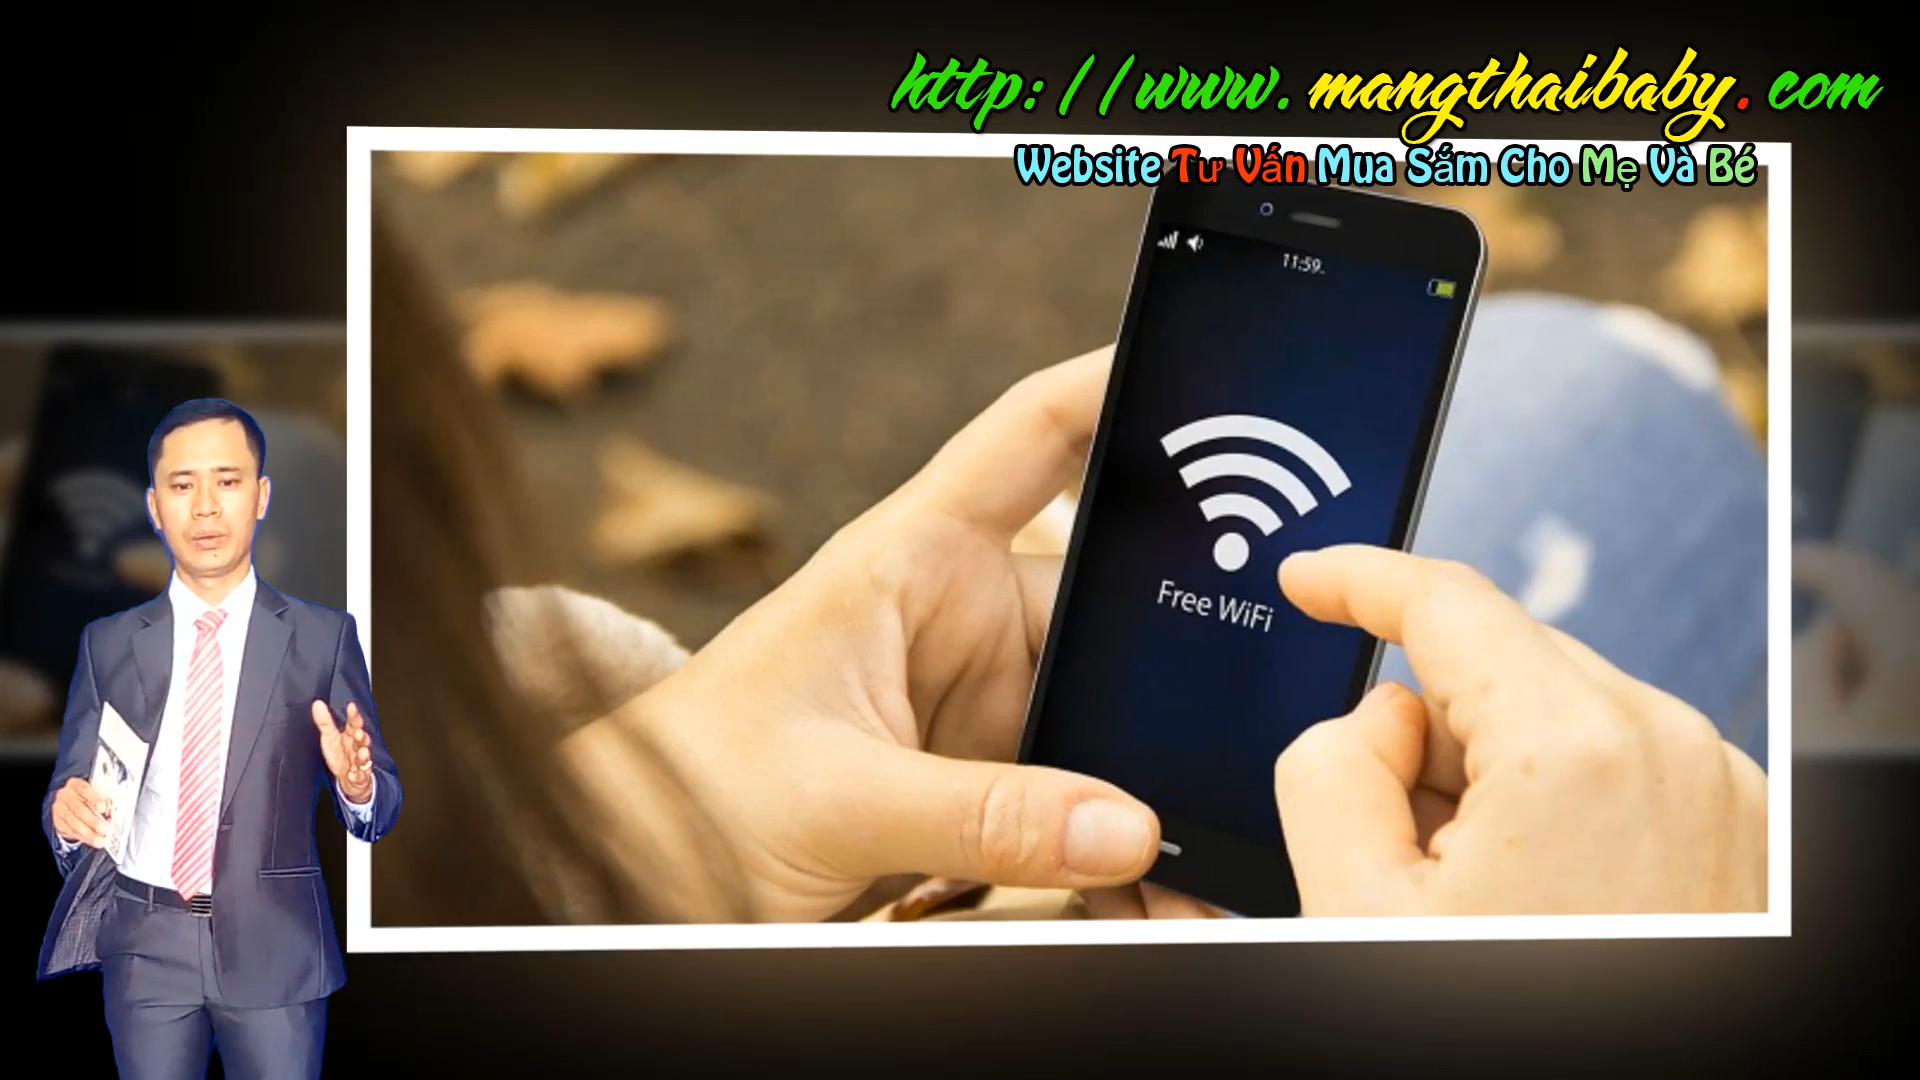 http://www.mangthaibaby.com
Website Tư Vấn Mua Sắm Cho Mẹ Và Bé
11:59
Free WiFi